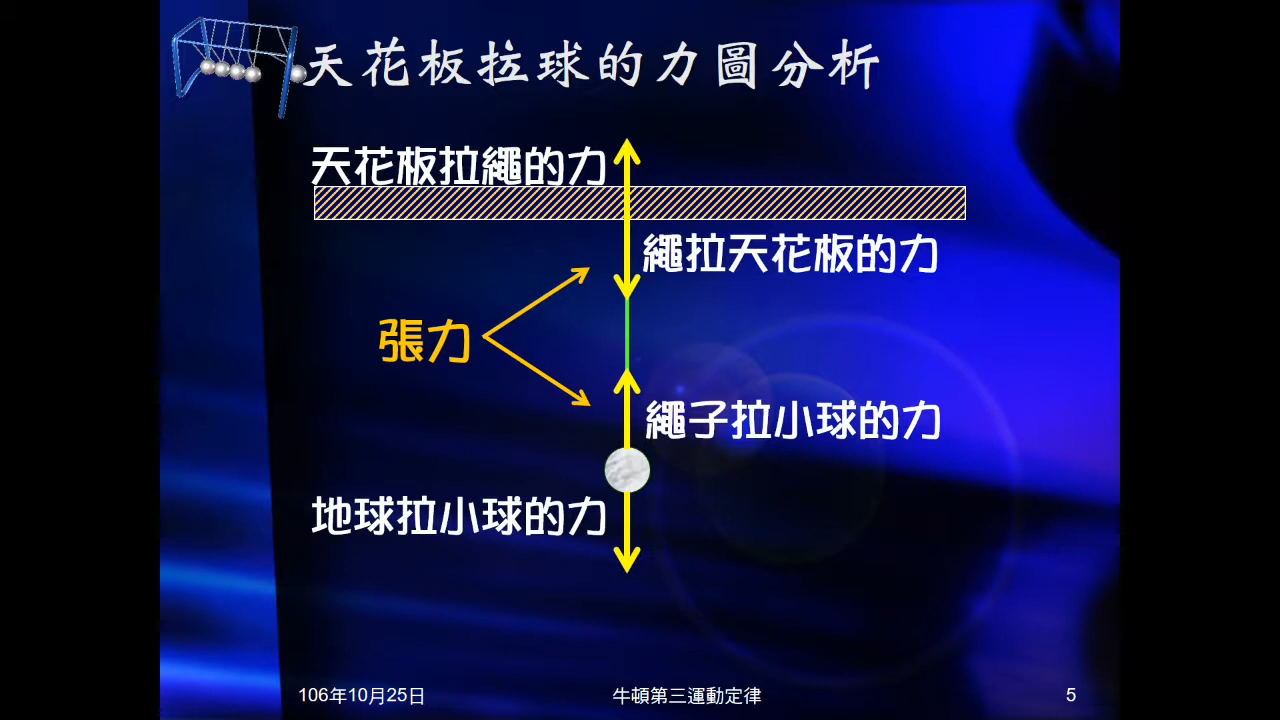 天花板拉球的力圖分析
天花板拉繩的力
繩拉天花板的力
張力
繩子拉小球的力
地球拉小球的力
106年10月25日
牛頓第三運動定律
5